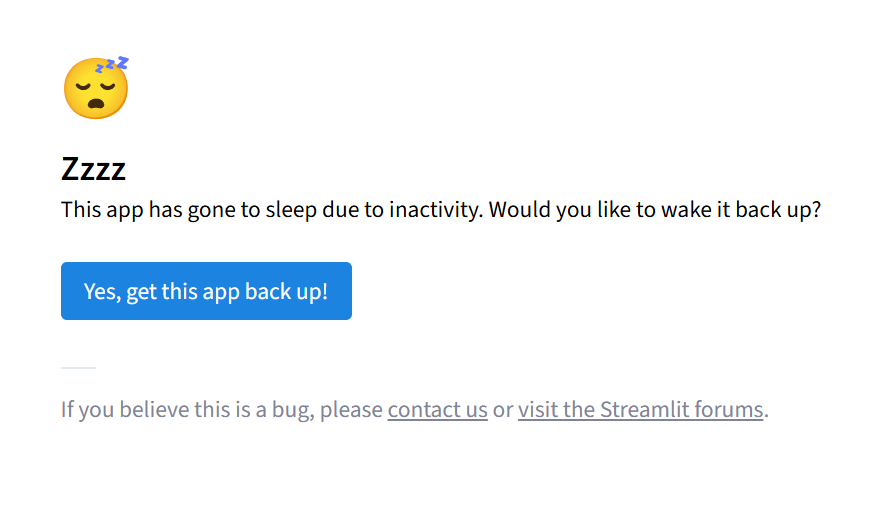 Zzzz
This app has gone to sleep due to inactivity. Would you like to wake it back up?
Yes, get this app back up!
If you believe this is a bug, please contact us or visit the Streamlit forums.